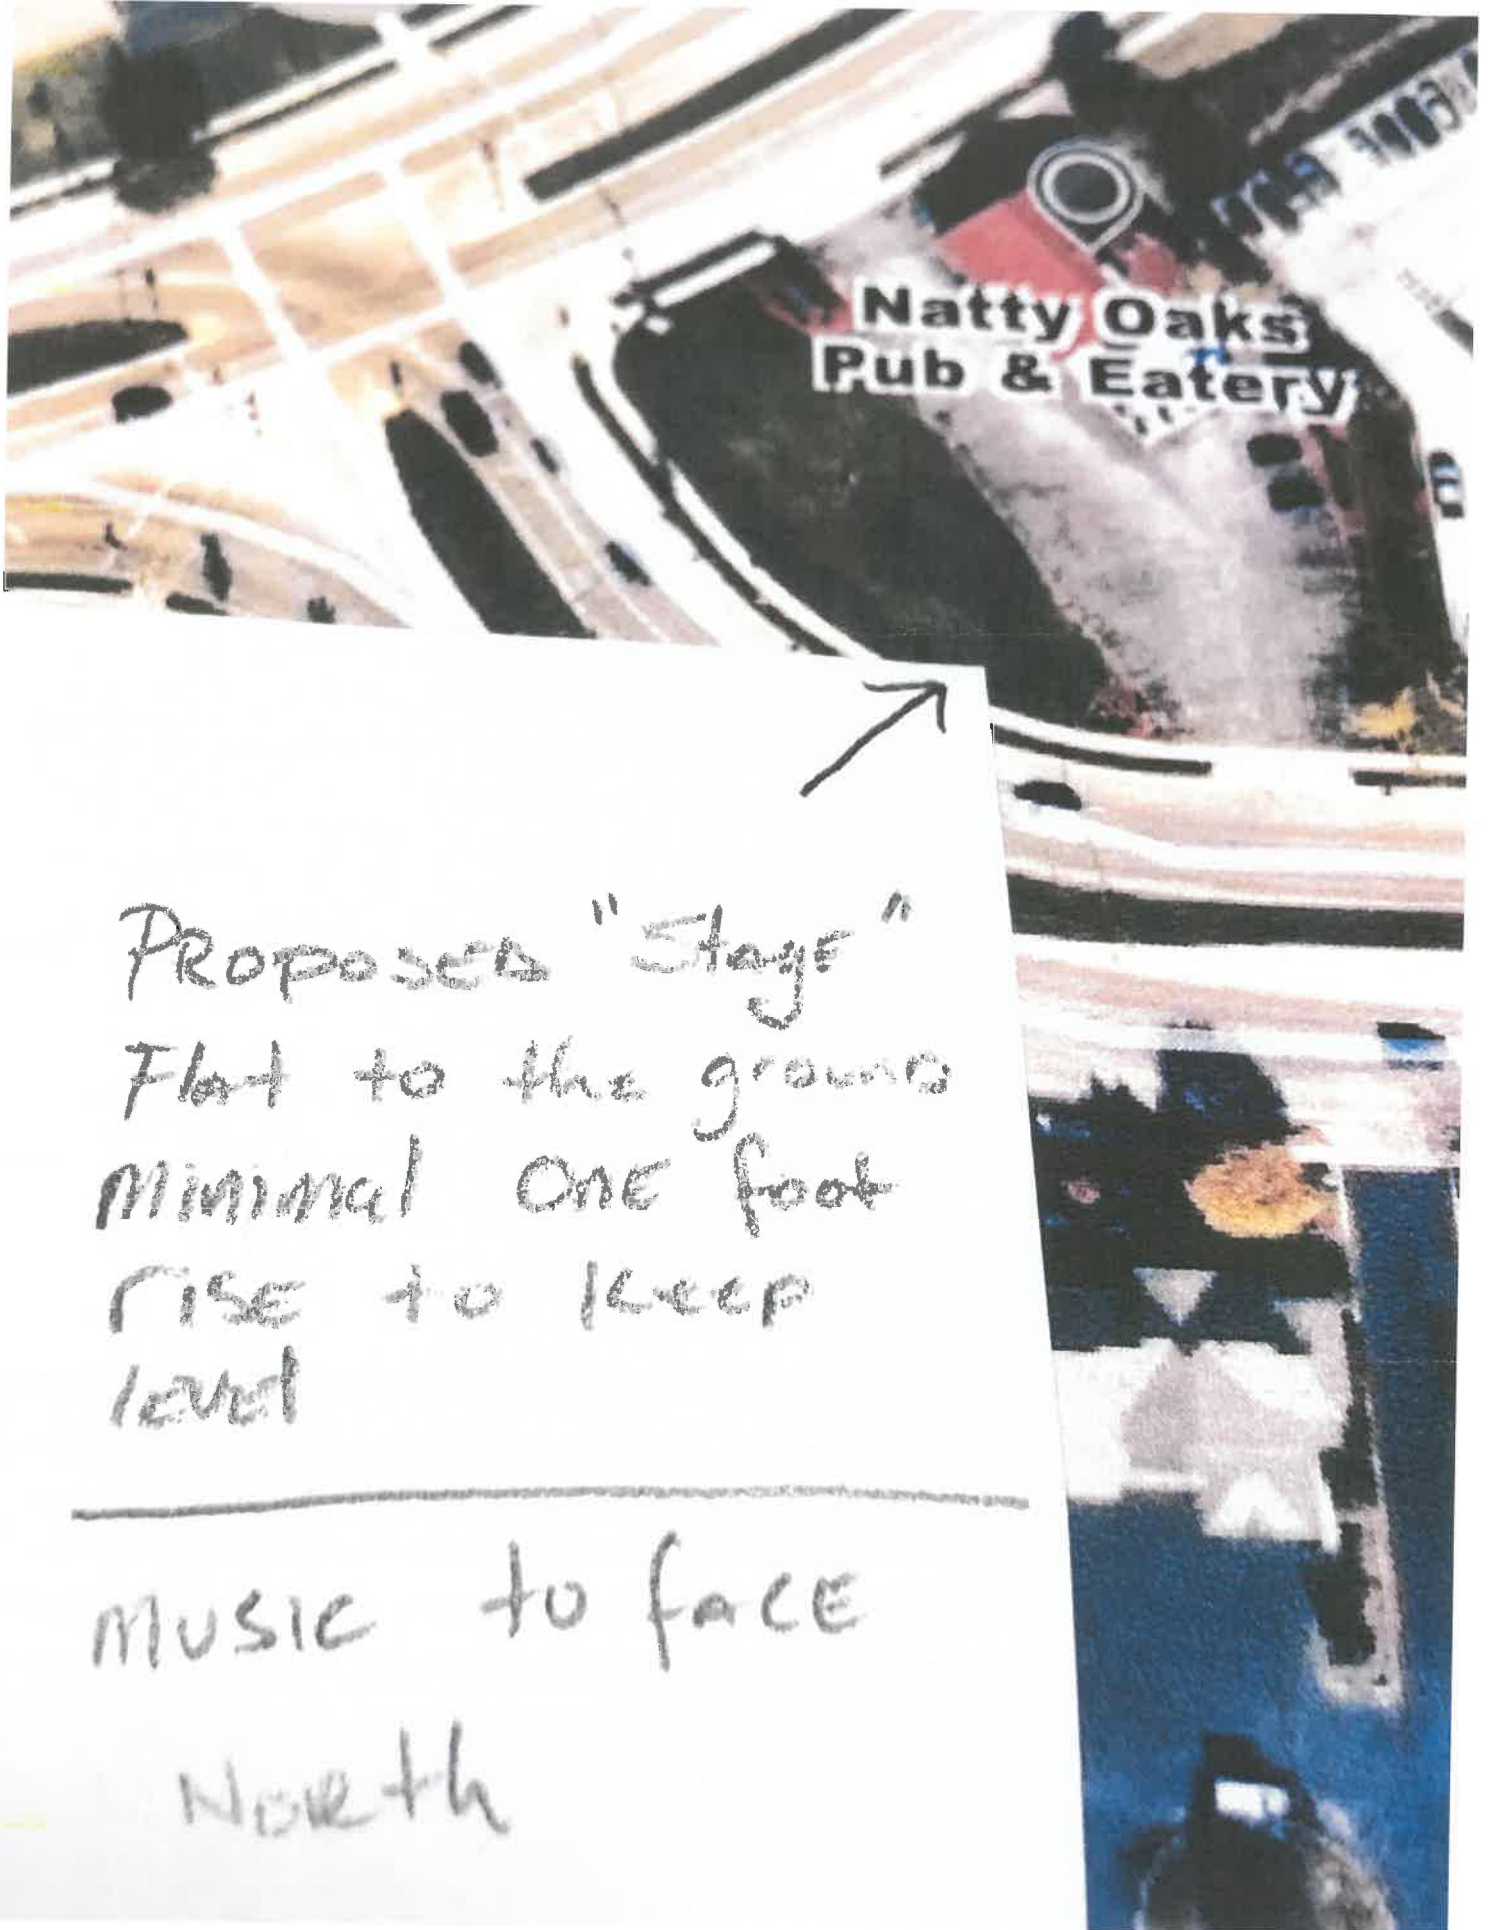 Natty Oaks
Pub & Eatery
PROPOSED "Stage"
Flat to the ground
Minimal ONE foot
rISE to keep
level
MUSIC to fACE
NORth